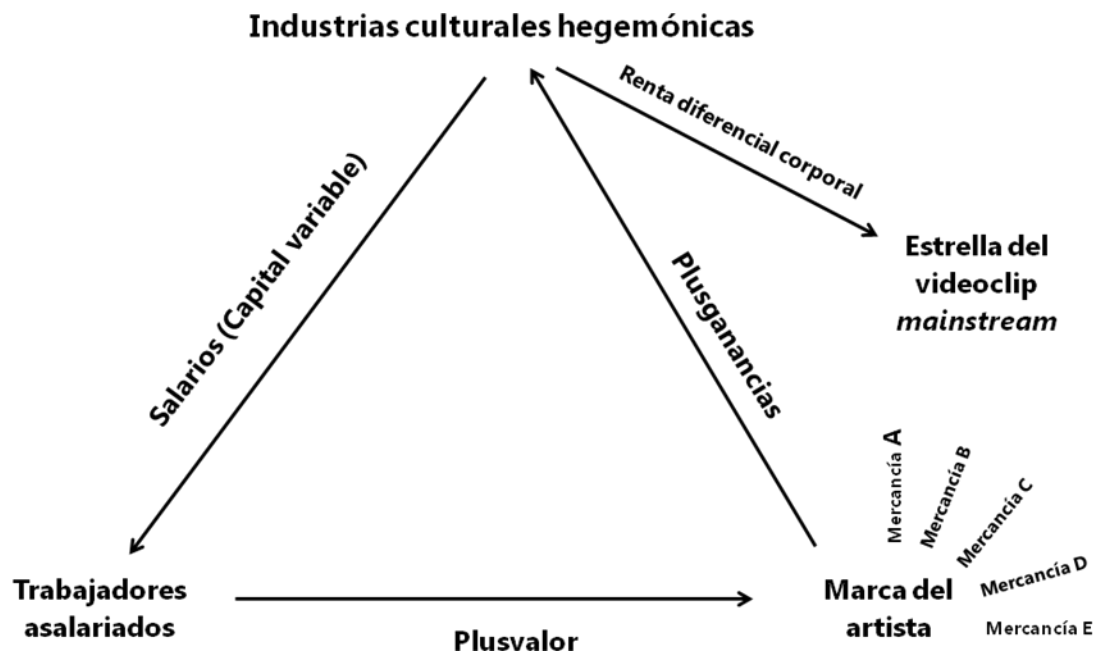 Industrias culturales hegemónicas
Renta diferencial corporal
Salarios (Capital variable)
Plusganancias
Estrella del
videoclip
mainstream
Mercancía A
Mercancía B
Mercancía C
Mercancía D
Mercancía E
Trabajadores
asalariados
Plusvalor
Marca del
artista